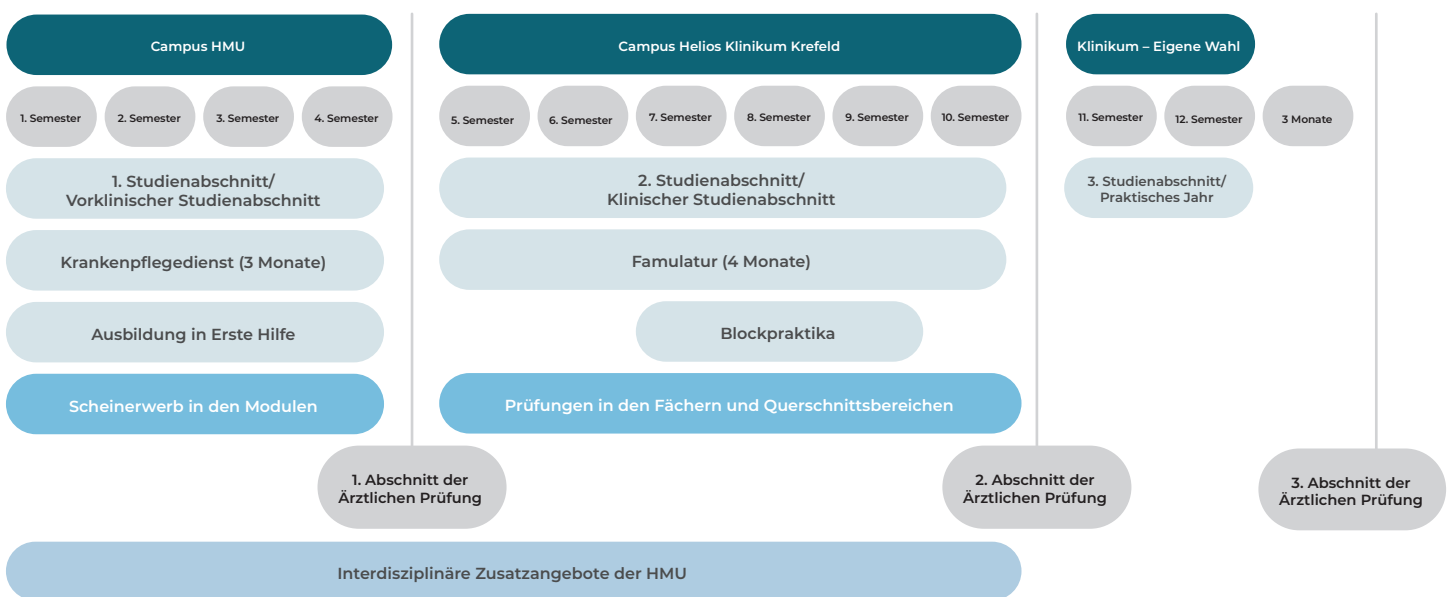 Campus HMU
Campus Helios Klinikum Krefeld
Klinikum – Eigene Wahl
1. Semester
2. Semester
3. Semester
4. Semester
5. Semester
6. Semester
7. Semester
8. Semester
9. Semester
10. Semester
11. Semester
12. Semester
3 Monate
1. Studienabschnitt/
Vorklinischer Studienabschnitt
2. Studienabschnitt/
Klinischer Studienabschnitt
3. Studienabschnitt/
Praktisches Jahr
Krankenpflegedienst (3 Monate)
Famulatur (4 Monate)
Ausbildung in Erste Hilfe
Blockpraktika
Scheinerwerb in den Modulen
Prüfungen in den Fächern und Querschnittsbereichen
1. Abschnitt der
Ärztlichen Prüfung
2. Abschnitt der
Ärztlichen Prüfung
3. Abschnitt der
Ärztlichen Prüfung
Interdisziplinäre Zusatzangebote der HMU